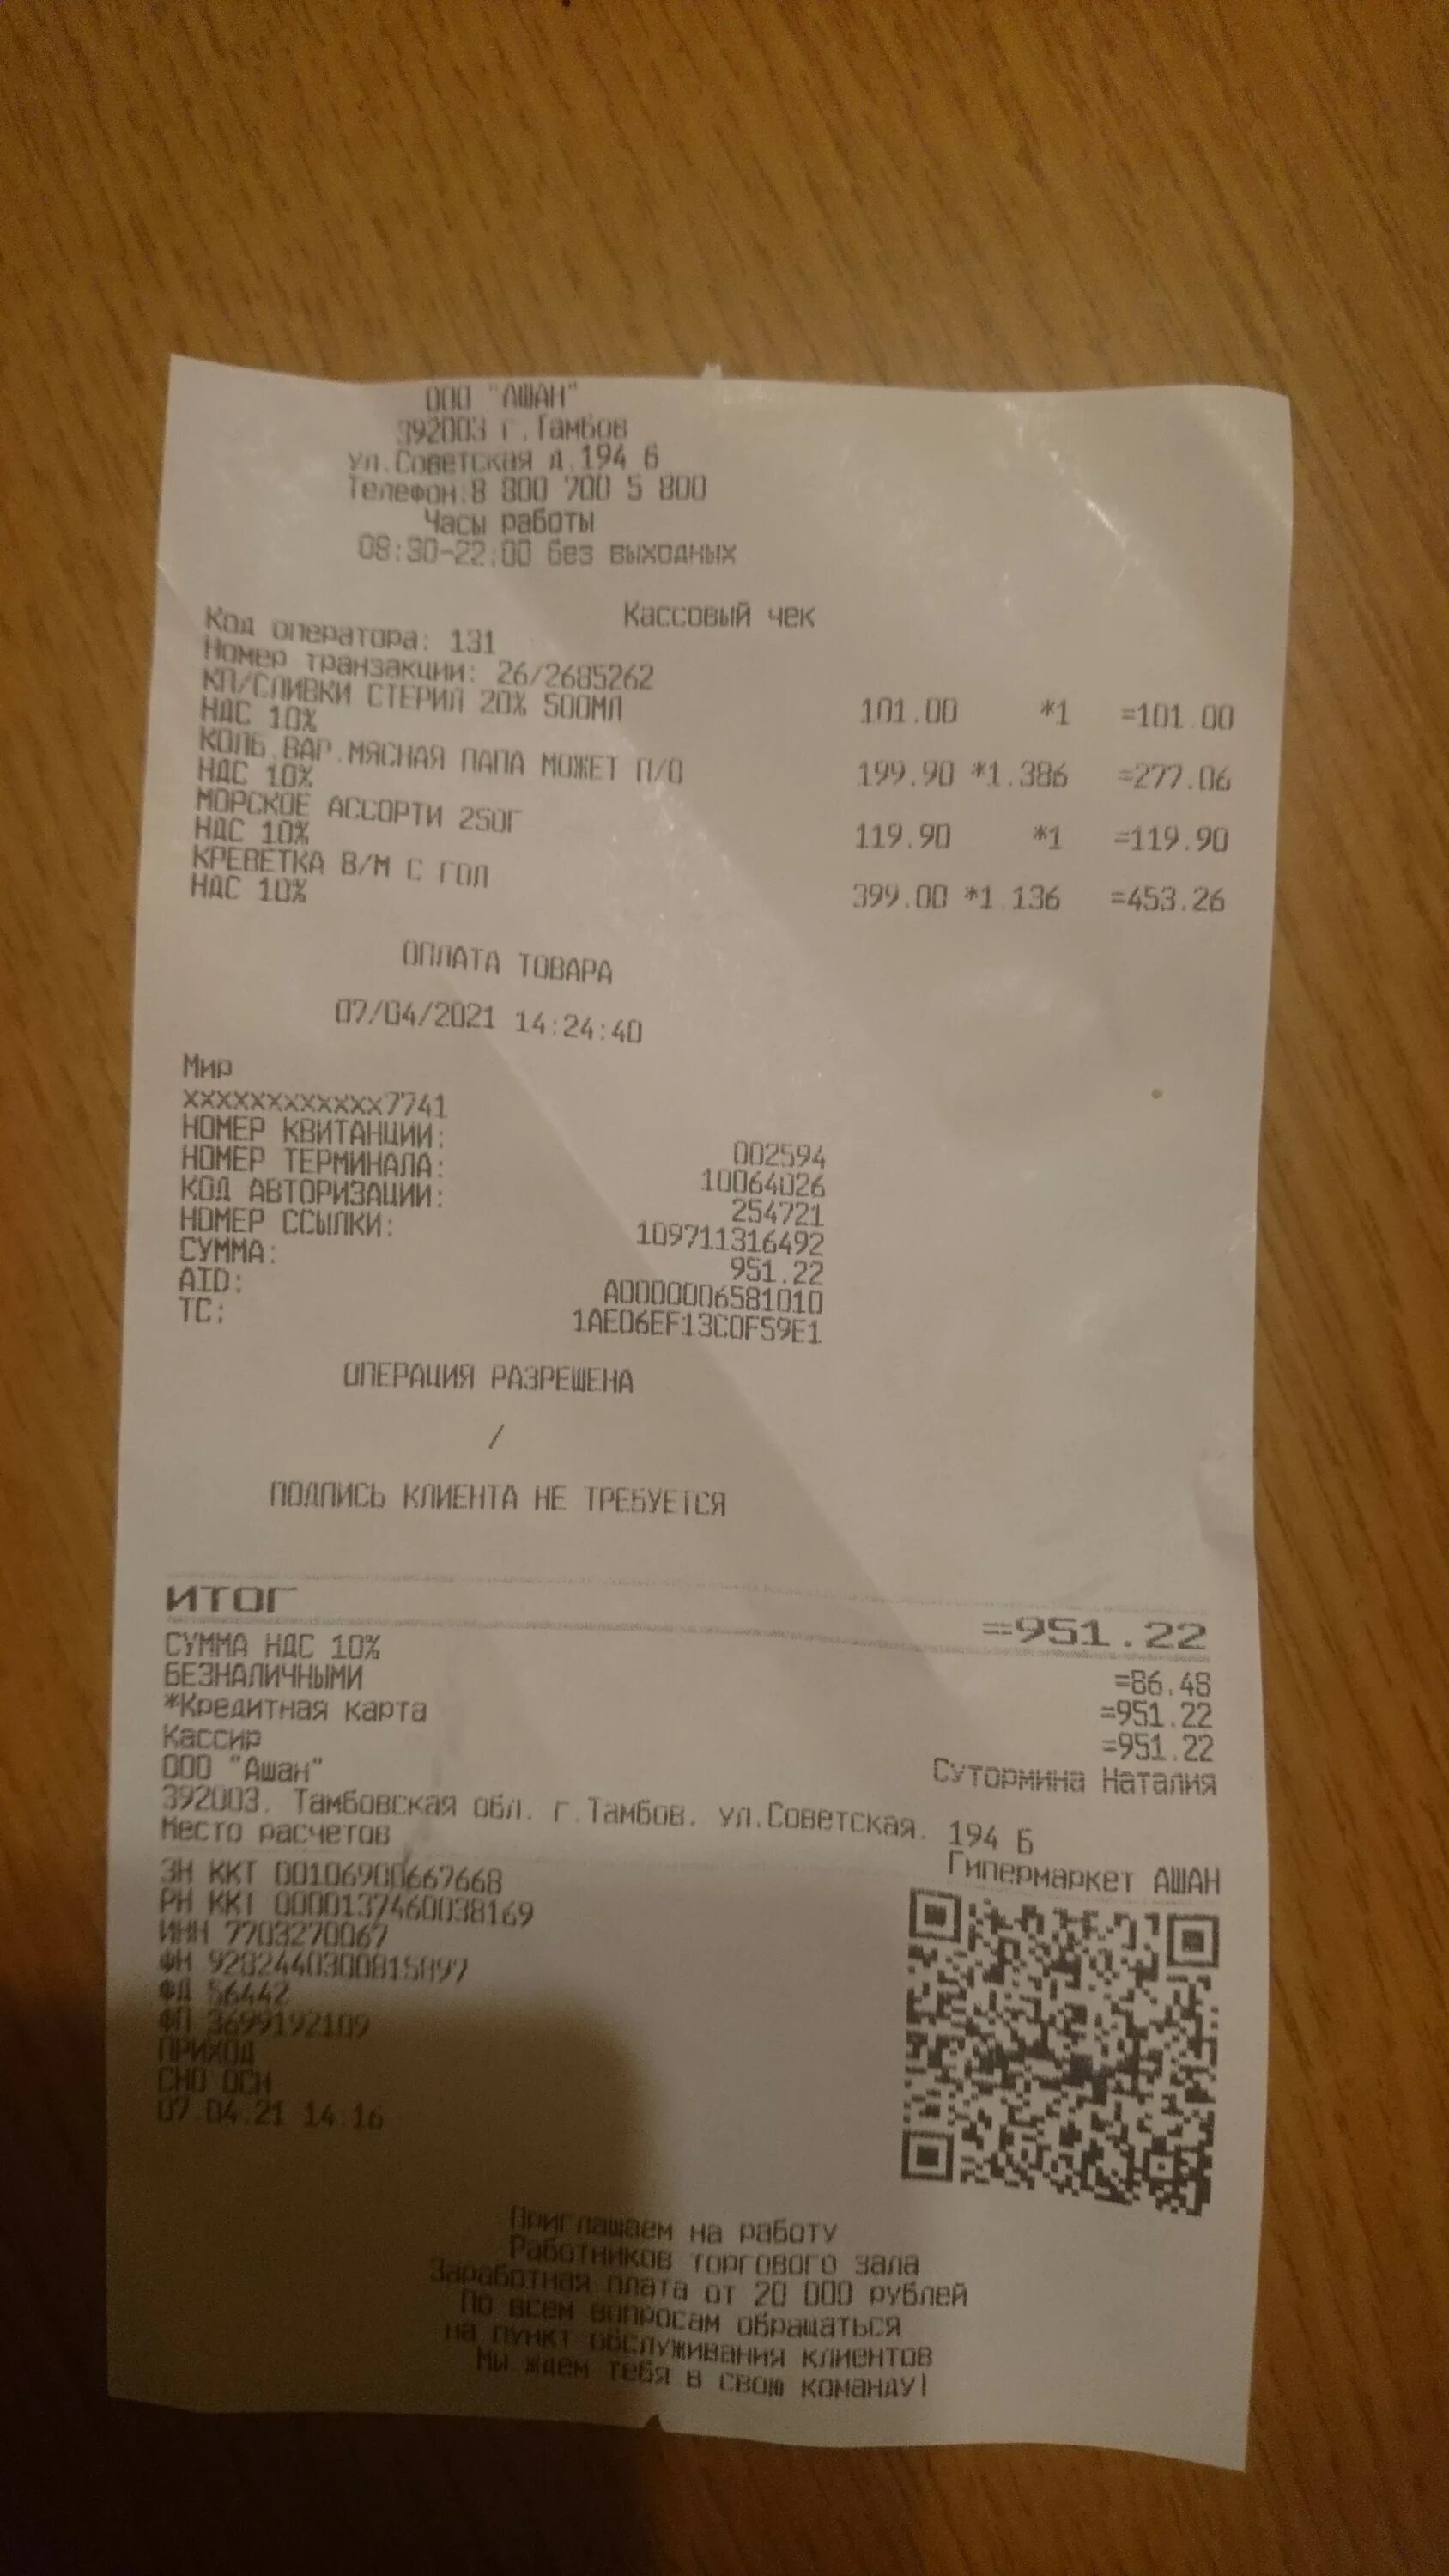 ООО "АШАН"
392003 г.Тамбов
ул.Советская д.194 б
Телефон:8 800 700 5 800
Часы работы
08:30-22:00 без выходных
Кассовый чек
Код оператора: 131
Номер транзакции: 26/2685262
КП/СЛИВКИ СТЕРИЛ 20% 500МЛ
НДС 10% 101.00 *1 =101.00
КОЛБ.ВАР.МЯСНАЯ ПАПА МОЖЕТ П/О
НДС 10% 199.90 *1.386 =277.06
МОРСКОЕ АССОРТИ 250Г
НДС 10% 119.90 *1 =119.90
КРЕВЕТКА В/М С ГОЛ
НДС 10% 399.00 *1.136 =453.26
ОПЛАТА ТОВАРА
07/04/2021 14:24:40
Мир
XXXXXXXXXXXX7741
НОМЕР КВИТАНЦИИ: 002594
НОМЕР ТЕРМИНАЛА: 10064026
КОД АВТОРИЗАЦИИ: 254721
НОМЕР ССЫЛКИ: 109711316492
СУММА: 951.22
AID: A0000006581010
TC: 1AE06EF13C0F59E1
ОПЕРАЦИЯ РАЗРЕШЕНА
/
ПОДПИСЬ КЛИЕНТА НЕ ТРЕБУЕТСЯ
ИТОГ =951.22
СУММА НДС 10% =86.48
БЕЗНАЛИЧНЫМИ =951.22
*Кредитная карта =951.22
Кассир Сутормина Наталия
ООО "Ашан"
392003, Тамбовская обл. г.Тамбов, ул.Советская, 194 Б
Место расчетов Гипермаркет АШАН
ЗН ККТ 00106900667668
РН ККТ 0000137460038169
ИНН 7703270067
ФН 9282440300815897
ФД 56442
ФП 3699192109
ПРИХОД
СНО ОСН
07.04.21 14:16
Приглашаем на работу
Работников торгового зала
Заработная плата от 20 000 рублей
По всем вопросам обращаться
на пункт обслуживания клиентов
Мы ждем тебя в свою команду!